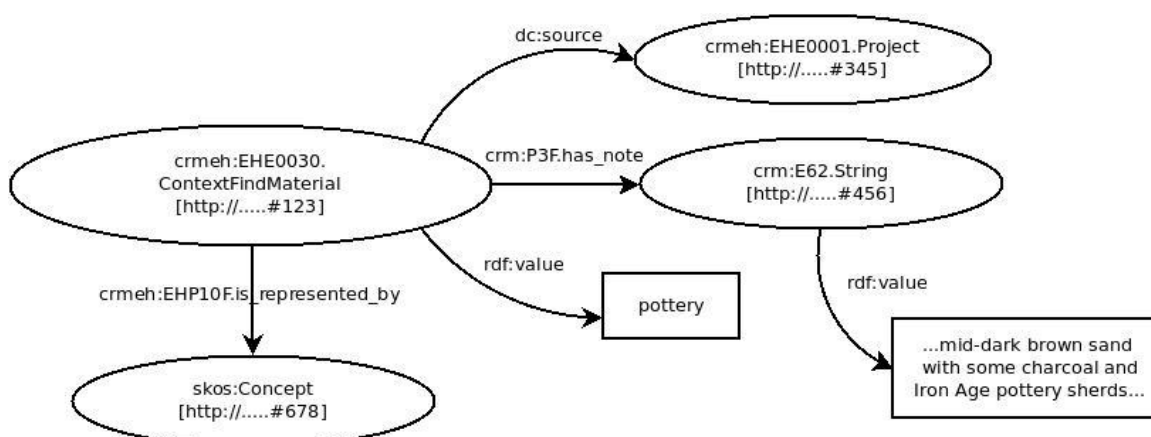 dc:source
crmeh:EHE0001.Project
[http://.....#345]
crmeh:EHE0030.
ContextFindMaterial
[http://.....#123]
crm:P3F.has_note
crm:E62.String
[http://.....#456]
rdf:value
pottery
rdf:value
crmeh:EHP10F.is_represented_by
...mid-dark brown sand
with some charcoal and
Iron Age pottery sherds...
skos:Concept
[http://.....#678]